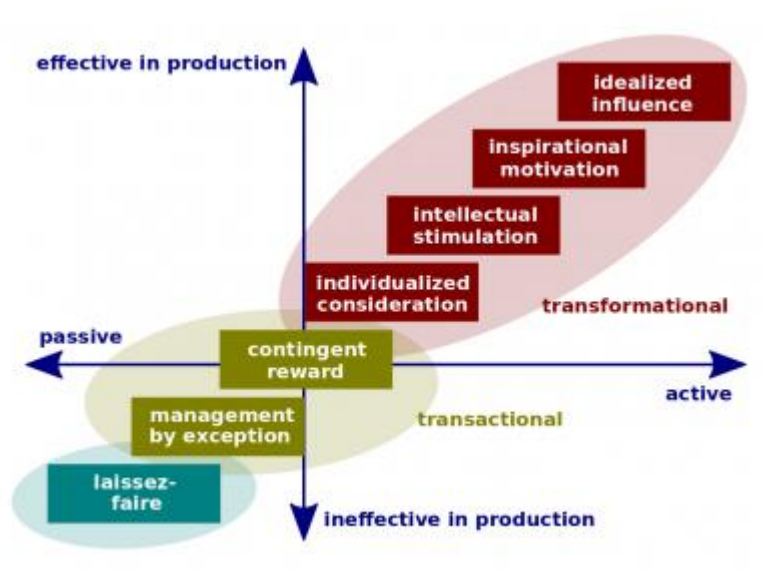 effective in production
idealized
influence
inspirational
motivation
intellectual
stimulation
individualized
consideration
transformational
passive
contingent
reward
active
management
by exception
transactional
laissez-
faire
ineffective in production